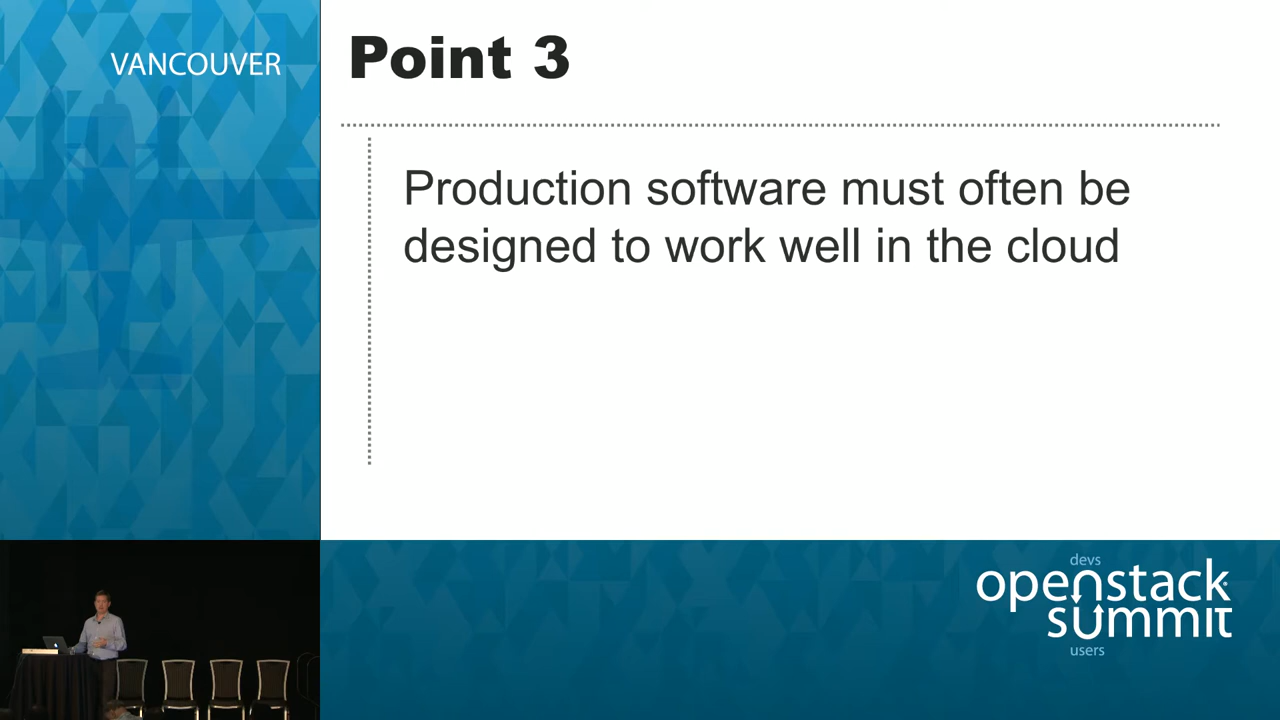 VANCOUVER
Point 3
Production software must often be
designed to work well in the cloud
devs
openstack
summit
users